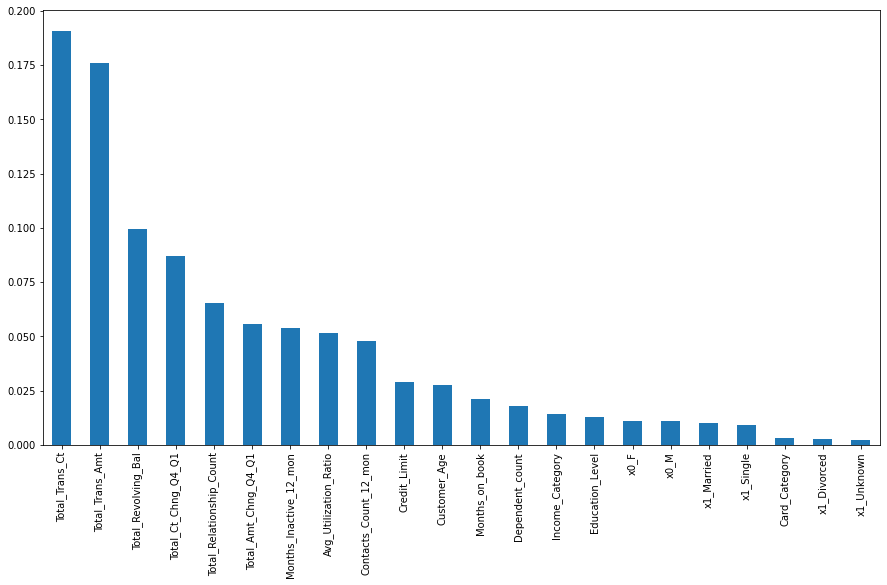 0.200
0.175
0.150
0.125
0.100
0.075
0.050
0.025
0.000
Total_Trans_Ct
Total_Trans_Amt
Total_Revolving_Bal
Total_Ct_Chng_Q4_Q1
Total_Relationship_Count
Total_Amt_Chng_Q4_Q1
Months_Inactive_12_mon
Avg_Utilization_Ratio
Contacts_Count_12_mon
Credit_Limit
Customer_Age
Months_on_book
Dependent_count
Income_Category
Education_Level
x0_F
x0_M
x1_Married
x1_Single
Card_Category
x1_Divorced
x1_Unknown